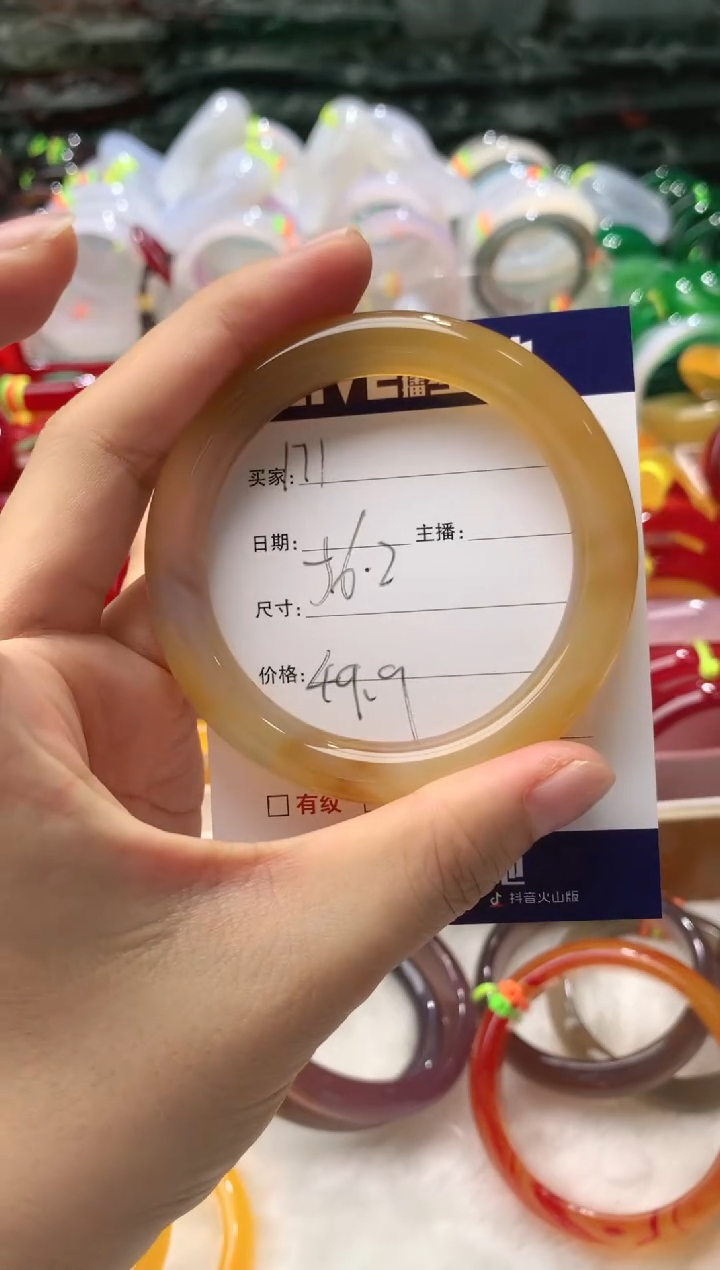 播
买家: 171
日期: 主播:
尺寸: 56.2
价格: 49.9
有纹
抖音火山版